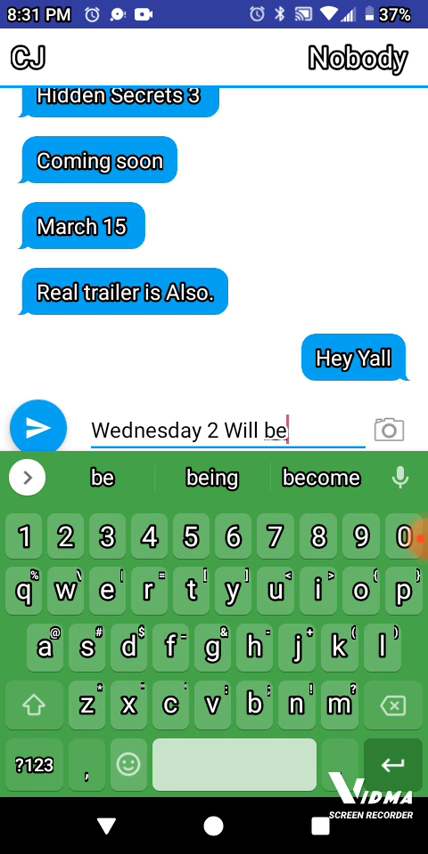 8:31 PM 37%
CJ Nobody
Hidden Secrets 3
Coming soon
March 15
Real trailer is Also.
Hey Yall
Wednesday 2 Will be
be being become
1 2 3 4 5 6 7 8 9 0
q w e r t y u i o p
a s d f g h j k l
z x c v b n m
?123 ,
VIDMA
SCREEN RECORDER